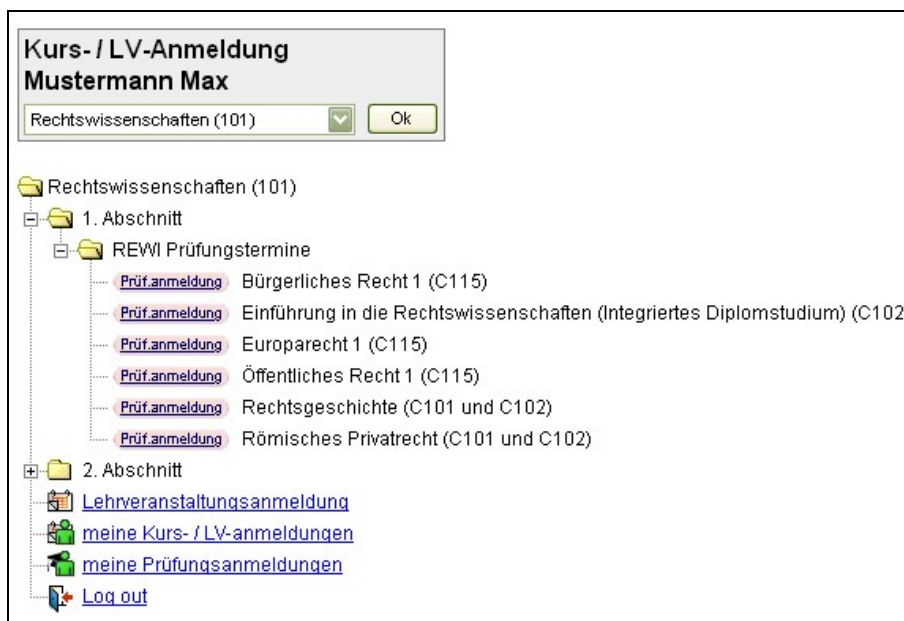 Kurs- / LV-Anmeldung
Mustermann Max
Rechtswissenschaften (101)
Ok
Rechtswissenschaften (101)
1. Abschnitt
REWI Prüfungstermine
Prüf.anmeldung Bürgerliches Recht 1 (C115)
Prüf.anmeldung Einführung in die Rechtswissenschaften (Integriertes Diplomstudium) (C102
Prüf.anmeldung Europarecht 1 (C115)
Prüf.anmeldung Öffentliches Recht 1 (C115)
Prüf.anmeldung Rechtsgeschichte (C101 und C102)
Prüf.anmeldung Römisches Privatrecht (C101 und C102)
2. Abschnitt
Lehrveranstaltungsanmeldung
meine Kurs- / LV-anmeldungen
meine Prüfungsanmeldungen
Log out